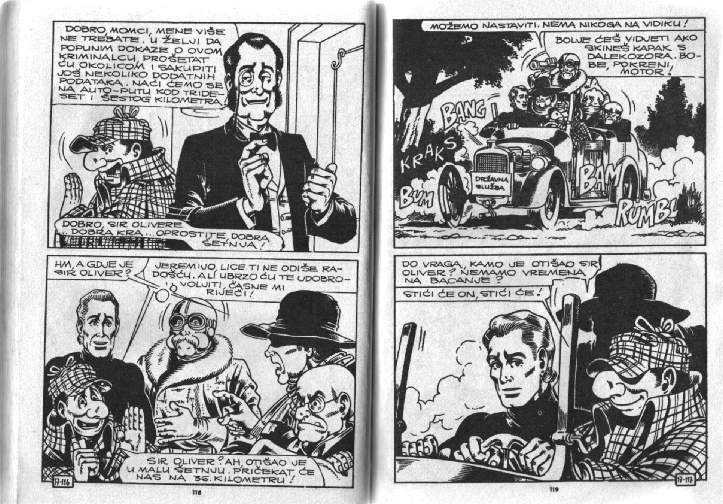 DOBRO, MOMCI, MENE VIŠE
NE TREBATE. U ŽELJI DA
POPUNIM DOKAZE O OVOM
KRIMINALCU, PROŠETAT
ĆU OKOLICOM I SAKUPITI
JOŠ NEKOLIKO DODATNIH
PODATAKA. NAĆI ĆEMO SE
NA AUTO-PUTU KOD TRIDE-
SET I ŠESTOG KILOMETRA!
DOBRO, SIR OLIVERE
DOBRA KRA... OPROSTITE, DOBRA
ŠETNJA!
HM, A GDJE JE
SIR OLIVER?
JEREMIJO, LICE TI NE ODIŠE RA-
DOŠĆU. ALI UBRZO ĆU TE UDOBRO-
VOLJITI, ČASNE MI
RIJEČI!
SIR OLIVER? AH, OTIŠAO JE
U MALU ŠETNJU. PRIČEKAT ĆE
NAS NA 36. KILOMETRU!
17-116
118
MOŽEMO NASTAVITI. NEMA NIKOGA NA VIDIKU!
BOLJE ĆEŠ VIDJETI AKO
SKINEŠ KAPAK S
DALEKOZORA. BO-
BE, POKRENI
MOTOR!
BANG!
KRAKS
BUM
DRŽAVNA
SLUŽBA
BAM
RUMB!
DO VRAGA, KAMO JE OTIŠAO SIR
OLIVER? NEMAMO VREMENA
NA BACANJE?
STIĆI ĆE ON, STIĆI ĆE!
17-117
119